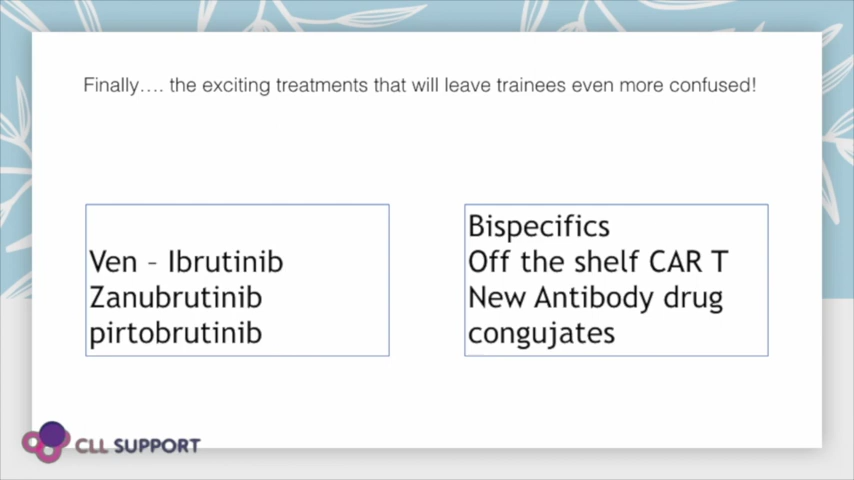 Finally…. the exciting treatments that will leave trainees even more confused!
Ven – Ibrutinib
Zanubrutinib
pirtobrutinib
Bispecifics
Off the shelf CAR T
New Antibody drug
congujates
CLL SUPPORT